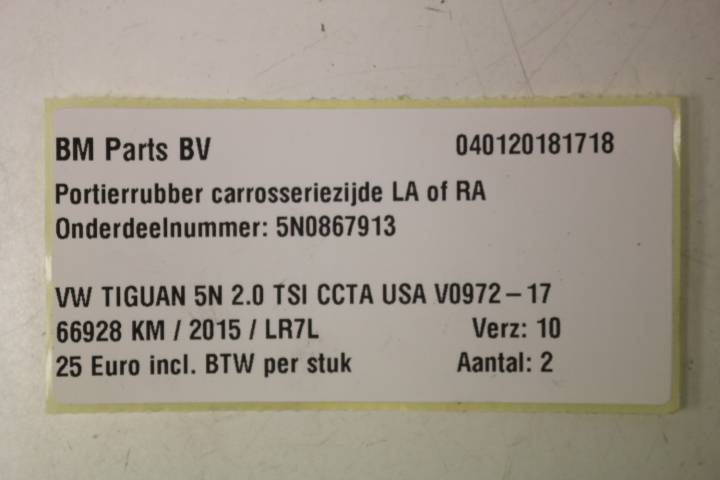 BM Parts BV 040120181718
Portierrubber carrosseriezijde LA of RA
Onderdeelnummer: 5N0867913
VW TIGUAN 5N 2.0 TSI CCTA USA V0972-17
66928 KM / 2015 / LR7L Verz: 10
25 Euro incl. BTW per stuk Aantal: 2